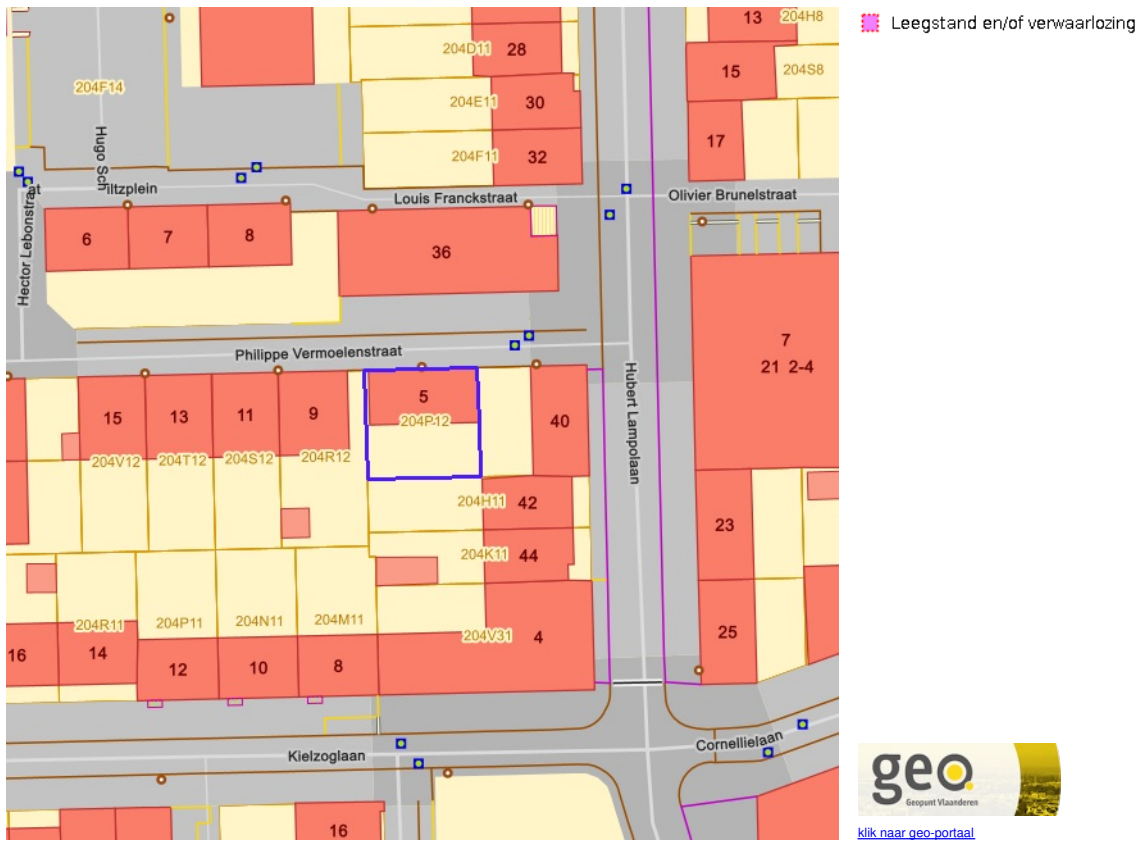 13
204H8
Leegstand en/of verwaarlozing
204D11
28
15
204S8
204F14
204E11
30
Hugo Sch
iltzplein
17
204F11
32
Hector Lebonstraat
Louis Franckstraat
Olivier Brunelstraat
6
7
8
36
Philippe Vermoelenstraat
Hubert Lampolaan
7
21 2-4
15
13
11
9
5
40
204P12
204V12
204T12
204S12
204R12
204H11
42
23
204K11
44
204R11
204P11
204N11
204M11
204V31
4
25
16
14
12
10
8
Kielzoglaan
Cornellielaan
16
geo
Geopunt Vlaanderen
klik naar geo-portaal